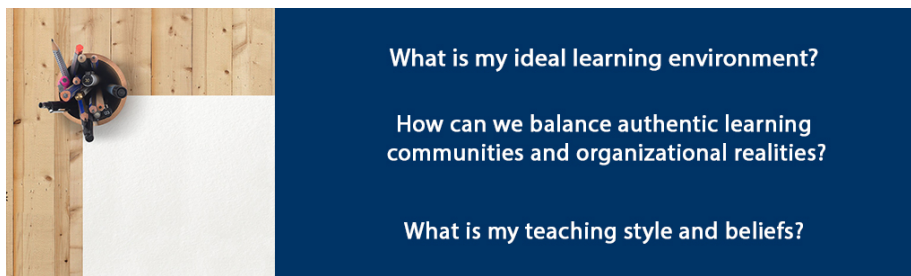 What is my ideal learning environment?
How can we balance authentic learning
communities and organizational realities?
What is my teaching style and beliefs?